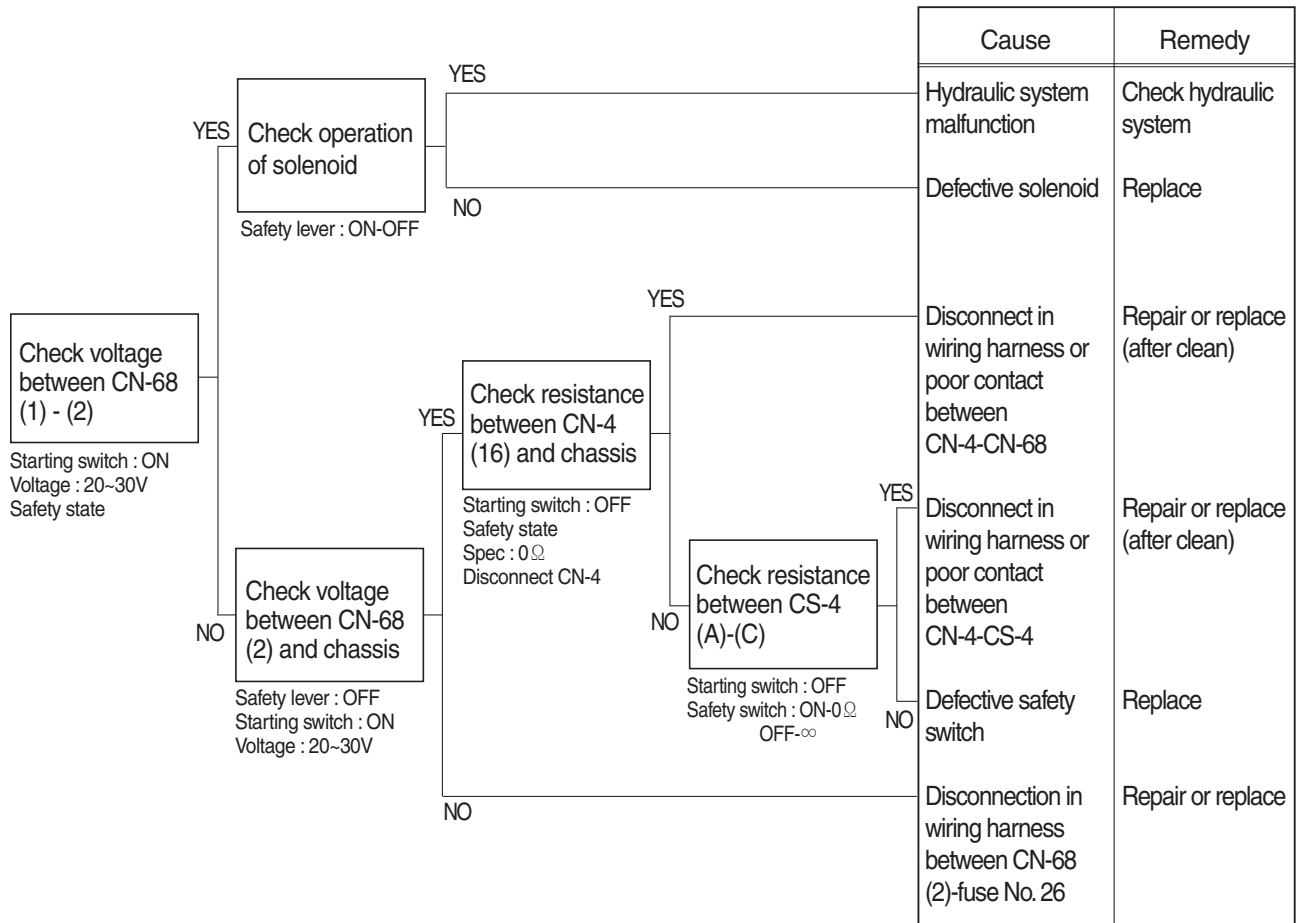 Cause
Remedy
YES
Hydraulic system
malfunction
Check hydraulic
system
YES
Check operation
of solenoid
NO
Defective solenoid
Replace
Safety lever : ON-OFF
YES
Disconnect in
wiring harness or
poor contact
between
CN-4-CN-68
Repair or replace
(after clean)
Check voltage
between CN-68
(1) - (2)
Starting switch : ON
Voltage : 20~30V
Safety state
YES
Check resistance
between CN-4
(16) and chassis
Starting switch : OFF
Safety state
Spec : 0Ω
Disconnect CN-4
YES
Disconnect in
wiring harness or
poor contact
between
CN-4-CS-4
Repair or replace
(after clean)
NO
Check voltage
between CN-68
(2) and chassis
Safety lever : OFF
Starting switch : ON
Voltage : 20~30V
NO
Check resistance
between CS-4
(A)-(C)
Starting switch : OFF
Safety switch : ON-0Ω
OFF-∞
NO
Defective safety
switch
Replace
NO
Disconnection in
wiring harness
between CN-68
(2)-fuse No. 26
Repair or replace